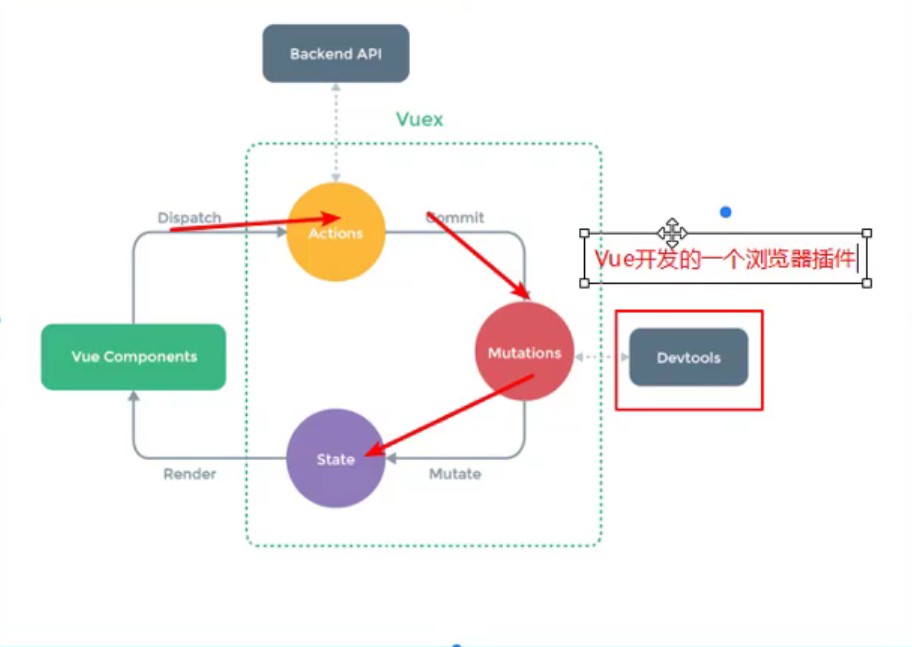 Backend API
Vuex
Dispatch
Commit
Actions
Vue开发的一个浏览器插件
Vue Components
Mutations
Devtools
State
Render
Mutate